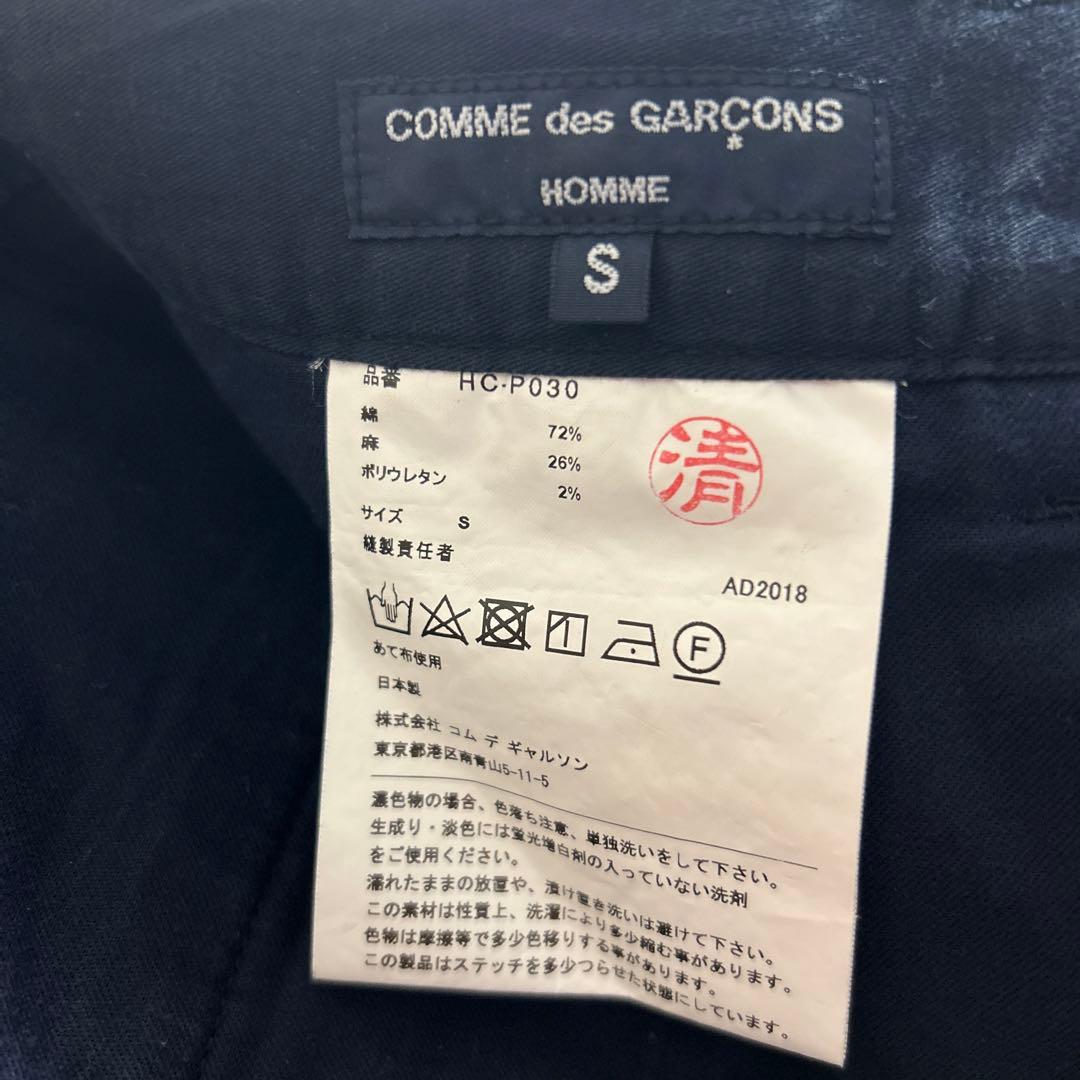 COMME des GARÇONS
*
HOMME
S
品番 HC-P030
綿 72%
麻 26%
ポリウレタン 2%
サイズ S
縫製責任者
清
AD2018
F
あて布使用
日本製
株式会社 コム デ ギャルソン
東京都港区南青山5-11-5
濃色物の場合、色落ち注意、単独洗いをして下さい。
生成り・淡色には蛍光増白剤の入っていない洗剤
をご使用ください。
濡れたままの放置や、漬け置き洗いは避けて下さい。
この素材は性質上、洗濯により多少縮む事があります。
色物は摩擦等で多少色移りする事があります。
この製品はステッチを多少つらせた状態にしています。